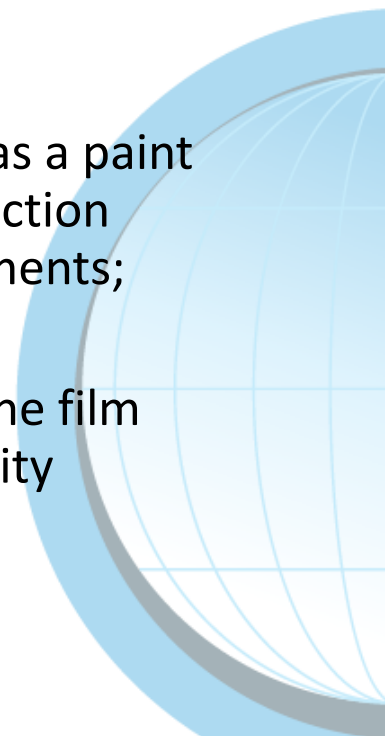 as a paint
ction
nents;
ne film
ity